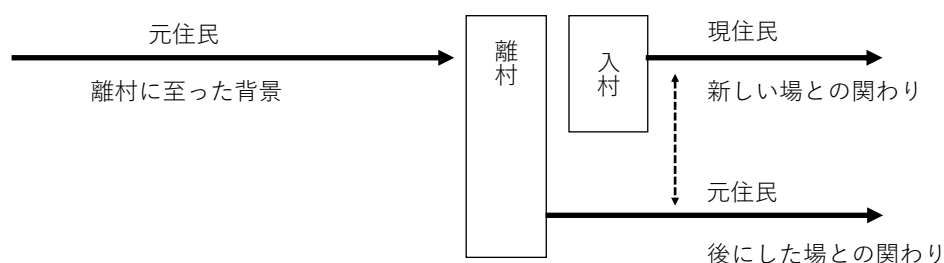 元住民
離村に至った背景
離村
入村
現住民
新しい場との関わり
元住民
後にした場との関わり